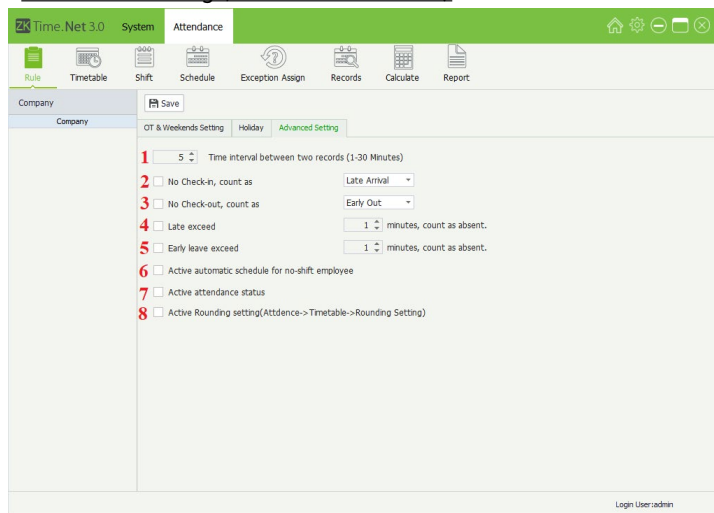 ZKTime.Net 3.0 System Attendance
Rule Timetable Shift Schedule Exception Assign Records Calculate Report
Company
Company
Save
OT & Weekends Setting Holiday Advanced Setting
1 5 Time interval between two records (1-30 Minutes)
2 No Check-in, count as Late Arrival
3 No Check-out, count as Early Out
4 Late exceed 1 minutes, count as absent.
5 Early leave exceed 1 minutes, count as absent.
6 Active automatic schedule for no-shift employee
7 Active attendance status
8 Active Rounding setting(Attdence->Timetable->Rounding Setting)
Login User:admin